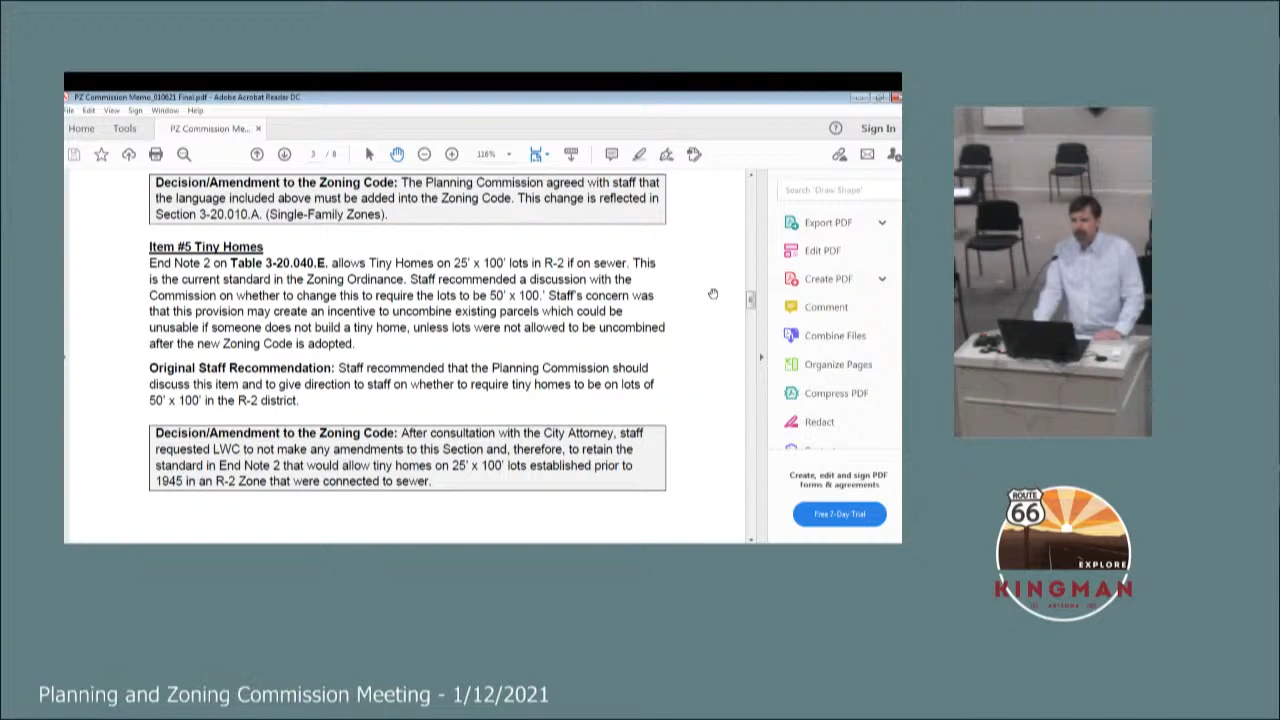 PZ Commission Memo_010621 Final.pdf - Adobe Acrobat Reader DC
File Edit View Sign Window Help
Home Tools PZ Commission Me... × Sign In
3 / 8 116%
Decision/Amendment to the Zoning Code: The Planning Commission agreed with staff that
the language included above must be added into the Zoning Code. This change is reflected in
Section 3-20.010.A. (Single-Family Zones).
Item #5 Tiny Homes
End Note 2 on Table 3-20.040.E. allows Tiny Homes on 25' x 100' lots in R-2 if on sewer. This
is the current standard in the Zoning Ordinance. Staff recommended a discussion with the
Commission on whether to change this to require the lots to be 50' x 100.' Staff's concern was
that this provision may create an incentive to uncombine existing parcels which could be
unusable if someone does not build a tiny home, unless lots were not allowed to be uncombined
after the new Zoning Code is adopted.
Original Staff Recommendation: Staff recommended that the Planning Commission should
discuss this item and to give direction to staff on whether to require tiny homes to be on lots of
50' x 100' in the R-2 district.
Decision/Amendment to the Zoning Code: After consultation with the City Attorney, staff
requested LWC to not make any amendments to this Section and, therefore, to retain the
standard in End Note 2 that would allow tiny homes on 25' x 100' lots established prior to
1945 in an R-2 Zone that were connected to sewer.
Search 'Draw Shape'
Export PDF
Edit PDF
Create PDF
Comment
Combine Files
Organize Pages
Compress PDF
Redact
Create, edit and sign PDF
forms & agreements
Free 7-Day Trial
ROUTE
66
EXPLORE
KINGMAN
ARIZONA
Planning and Zoning Commission Meeting - 1/12/2021